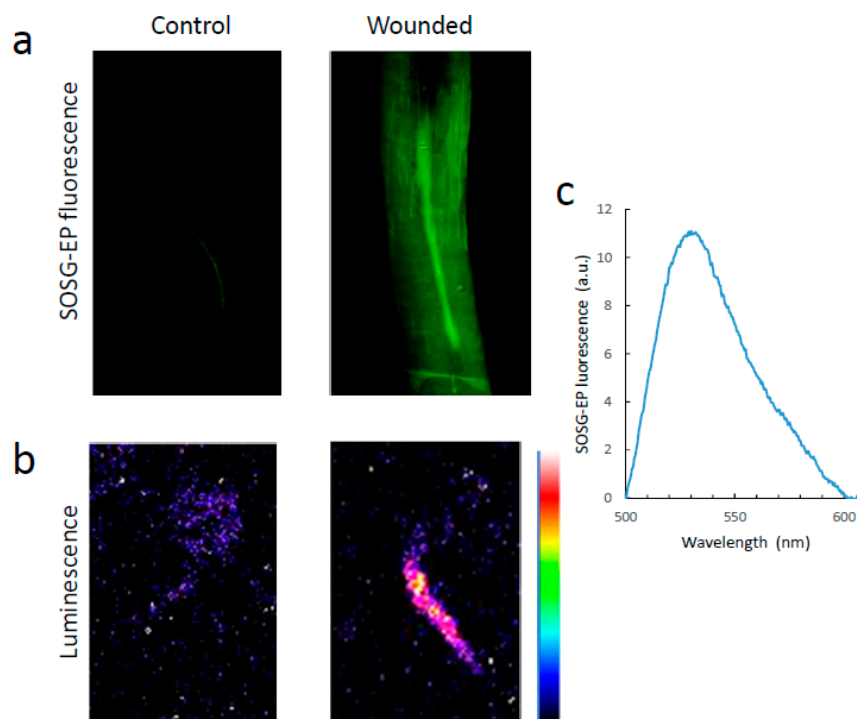 Control
Wounded
a
SOSG-EP fluorescence
b
Luminescence
c
12
10
8
6
4
2
0
500
550
600
SOSG-EP luorescence (a.u.)
Wavelength (nm)